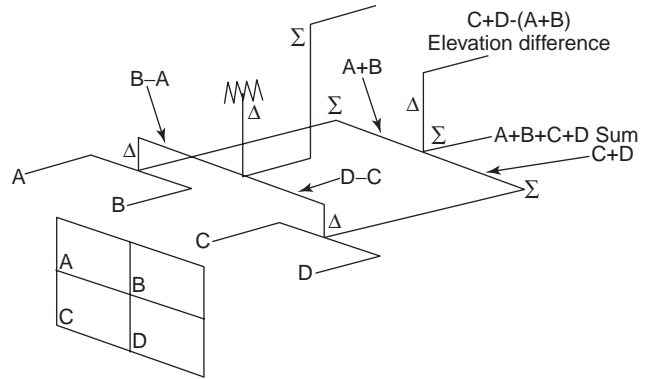 C+D-(A+B)
Elevation difference
Σ
A+B
B–A
Δ
Δ
Σ
Δ
Σ
A+B+C+D Sum
C+D
Δ
A
D–C
B
Σ
Δ
C
D
A
B
C
D